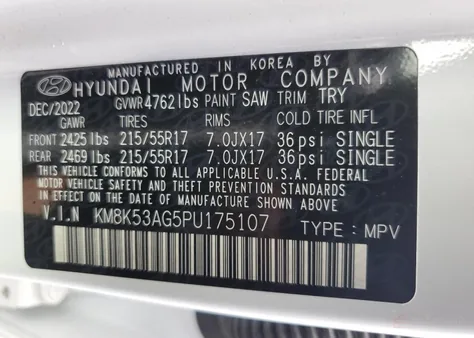 MANUFACTURED IN KOREA BY
HYUNDAI MOTOR COMPANY
DEC/2022 GVWR 4762 lbs PAINT SAW TRIM TRY
GAWR TIRES RIMS COLD TIRE INFL
FRONT 2425 lbs 215/55R17 7.0JX17 36psi SINGLE
REAR 2469 lbs 215/55R17 7.0JX17 36psi SINGLE
THIS VEHICLE CONFORMS TO ALL APPLICABLE U.S.A. FEDERAL
MOTOR VEHICLE SAFETY AND THEFT PREVENTION STANDARDS
IN EFFECT ON THE DATE OF MANUFACTURE SHOWN ABOVE.
V.I.N KM8K53AG5PU175107
TYPE: MPV